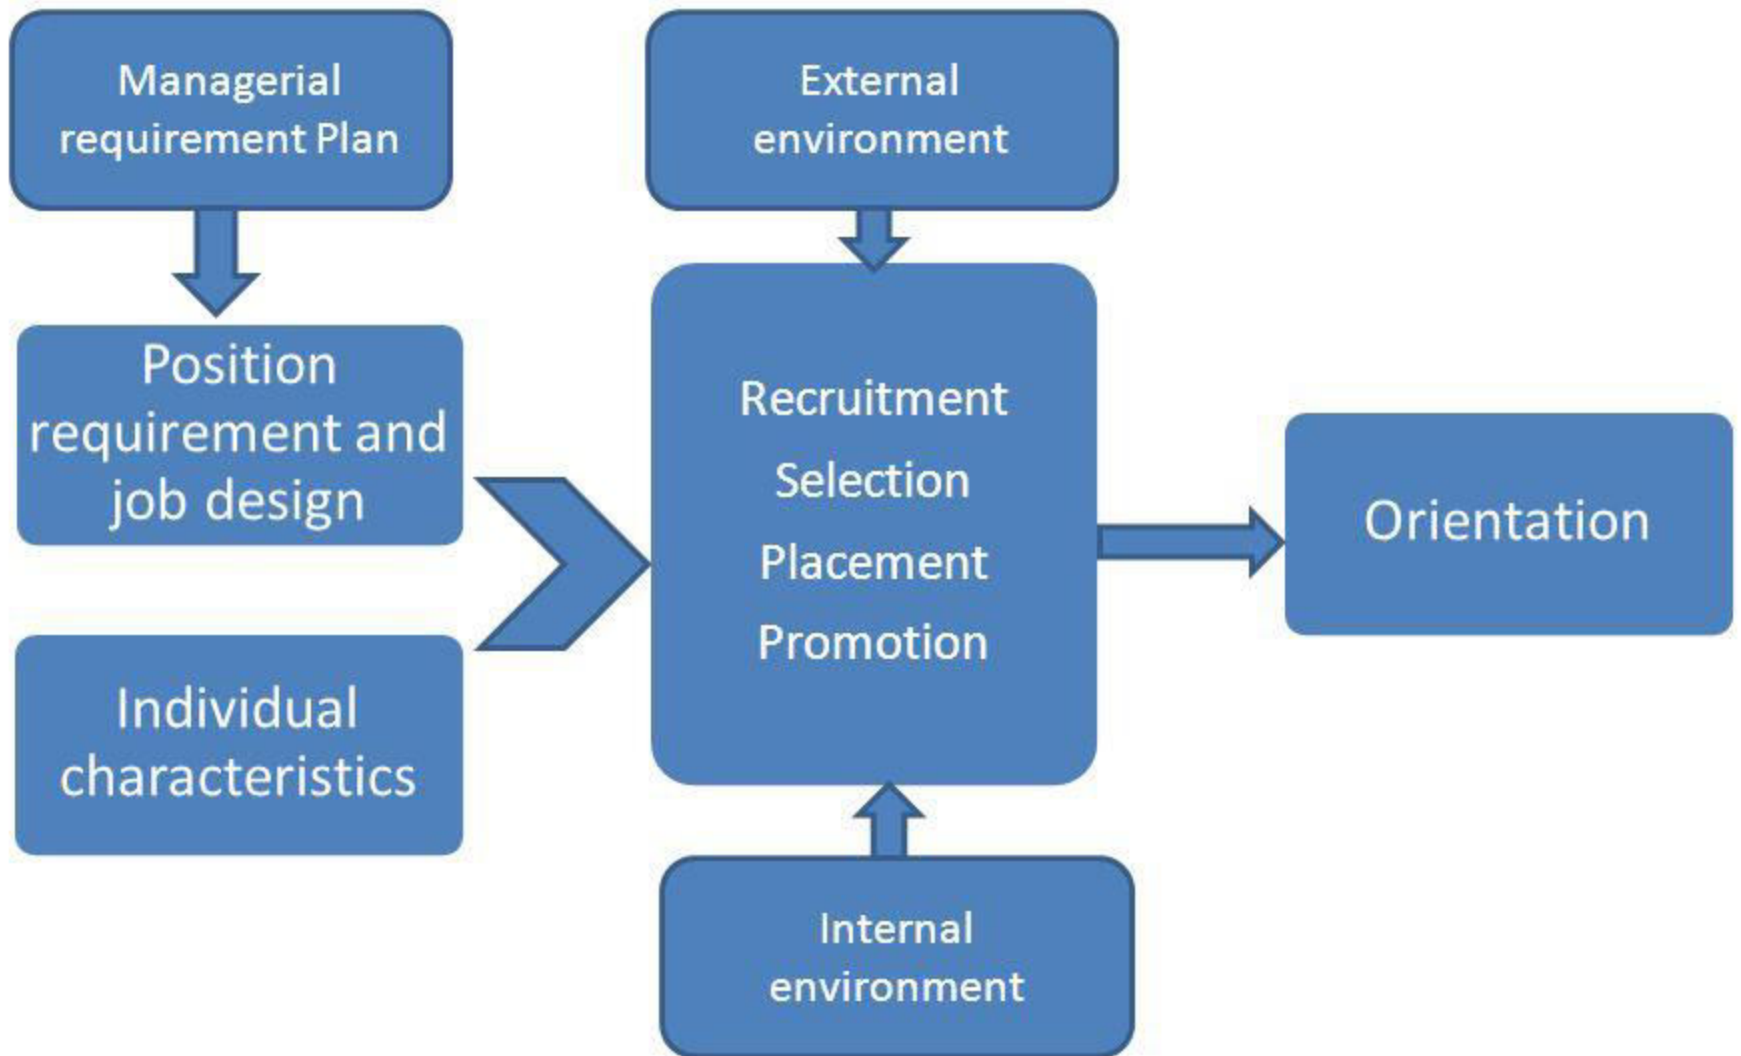 Managerial
requirement Plan
External
environment
Position
requirement and
job design
Recruitment
Selection
Placement
Promotion
Orientation
Individual
characteristics
Internal
environment